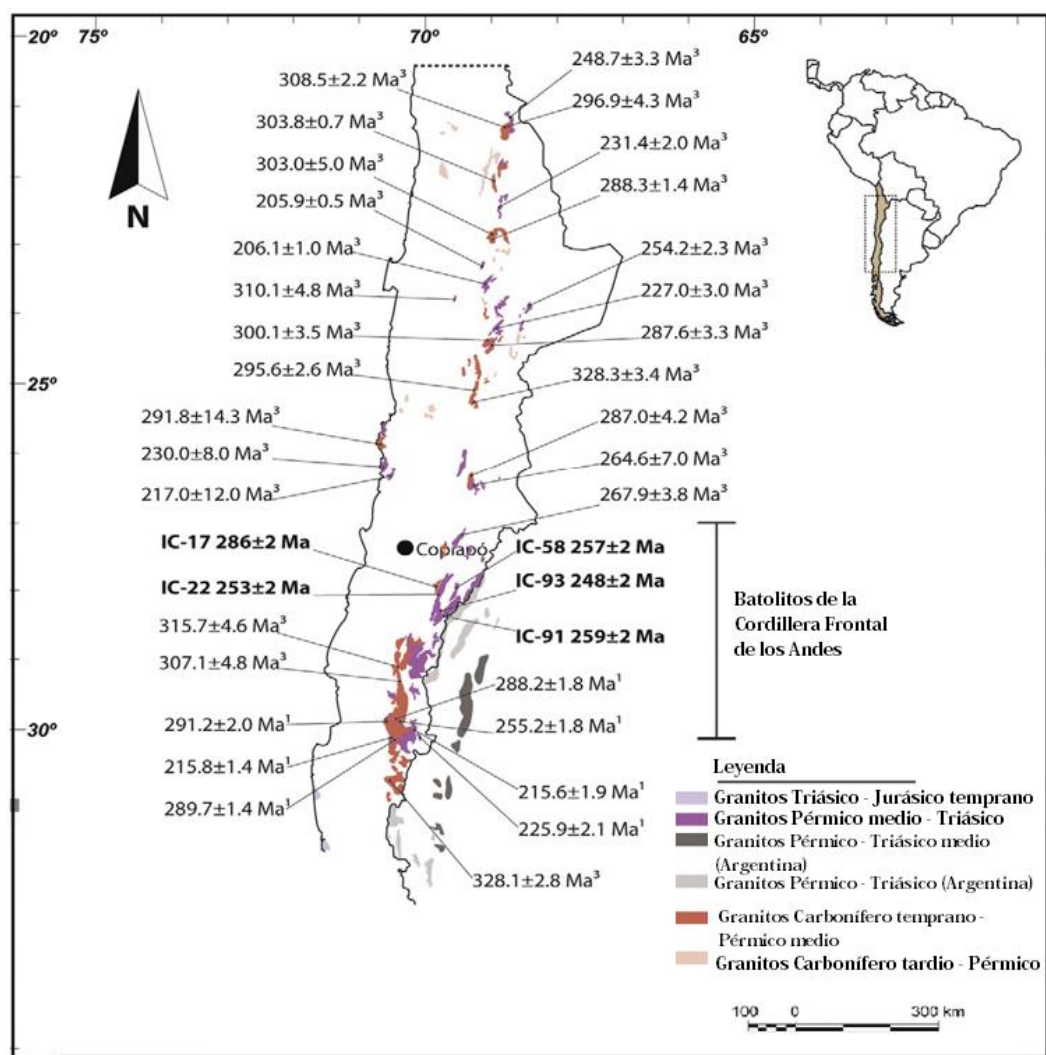 20º
75º
70º
65º
248.7±3.3 Ma³
308.5±2.2 Ma³
296.9±4.3 Ma³
303.8±0.7 Ma³
231.4±2.0 Ma³
303.0±5.0 Ma³
288.3±1.4 Ma³
205.9±0.5 Ma³
N
206.1±1.0 Ma³
254.2±2.3 Ma³
310.1±4.8 Ma³
227.0±3.0 Ma³
300.1±3.5 Ma³
287.6±3.3 Ma³
295.6±2.6 Ma³
328.3±3.4 Ma³
25º
291.8±14.3 Ma³
287.0±4.2 Ma³
230.0±8.0 Ma³
264.6±7.0 Ma³
217.0±12.0 Ma³
267.9±3.8 Ma³
IC-17 286±2 Ma
Copiapó
IC-58 257±2 Ma
IC-22 253±2 Ma
IC-93 248±2 Ma
IC-91 259±2 Ma
Batolitos de la
Cordillera Frontal
de los Andes
315.7±4.6 Ma³
307.1±4.8 Ma³
288.2±1.8 Ma¹
291.2±2.0 Ma¹
255.2±1.8 Ma¹
30º
215.8±1.4 Ma¹
215.6±1.9 Ma¹
289.7±1.4 Ma¹
225.9±2.1 Ma¹
328.1±2.8 Ma³
Leyenda
Granitos Triásico - Jurásico temprano
Granitos Pérmico medio - Triásico
Granitos Pérmico - Triásico medio
(Argentina)
Granitos Pérmico - Triásico (Argentina)
Granitos Carbonífero temprano -
Pérmico medio
Granitos Carbonífero tardio - Pérmico
100 0 300 km